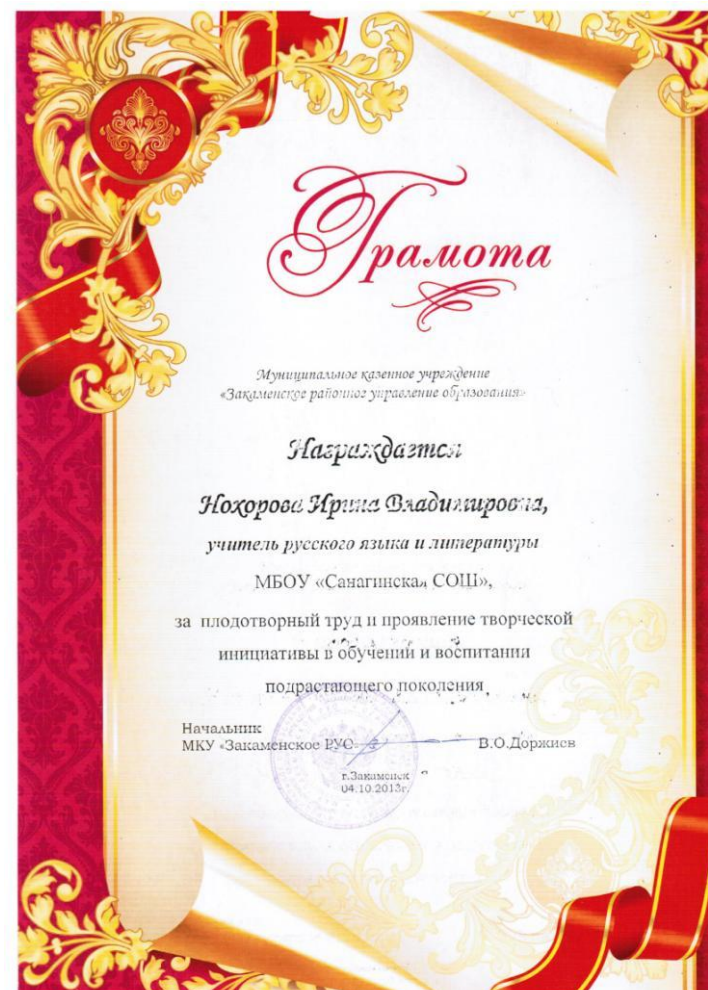 Грамота
Муниципальное казенное учреждение
«Закаменское районное управление образования»
Награждается
Нохорова Ирина Владимировна,
учитель русского языка и литературы
МБОУ «Санагинская СОШ»,
за плодотворный труд и проявление творческой
инициативы в обучении и воспитании
подрастающего поколения
Начальник
МКУ «Закаменское РУО» В.О.Доржиев
г.Закаменск
04.10.2013г.